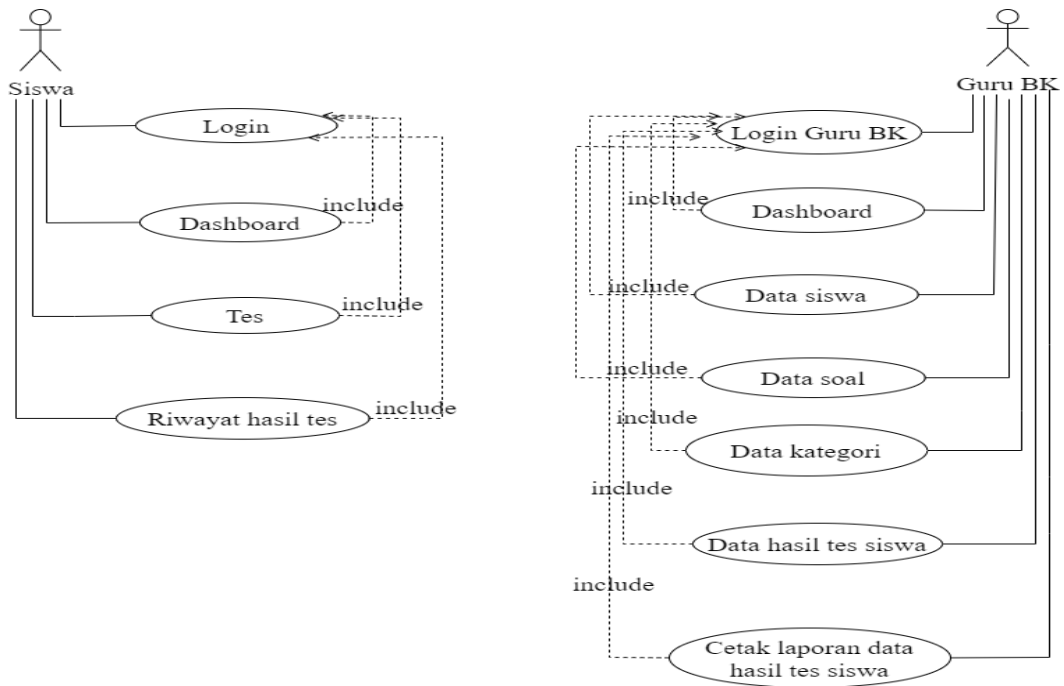 Siswa
Login
Dashboard
include
Tes
include
Riwayat hasil tes
include
Guru BK
Login Guru BK
include
Dashboard
include
Data siswa
include
Data soal
include
Data kategori
include
Data hasil tes siswa
include
Cetak laporan data
hasil tes siswa